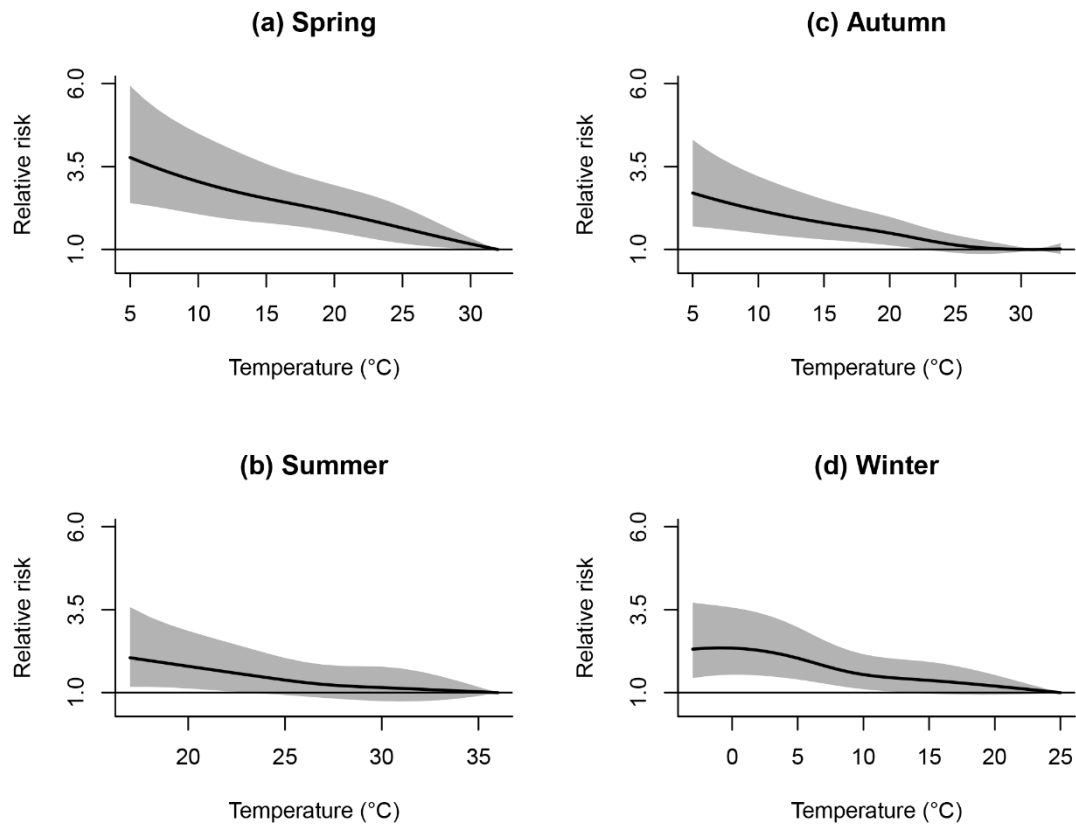 (a) Spring
Relative risk
6.0
3.5
1.0
5 10 15 20 25 30
Temperature (°C)
(c) Autumn
Relative risk
6.0
3.5
1.0
5 10 15 20 25 30
Temperature (°C)
(b) Summer
Relative risk
6.0
3.5
1.0
20 25 30 35
Temperature (°C)
(d) Winter
Relative risk
6.0
3.5
1.0
0 5 10 15 20 25
Temperature (°C)